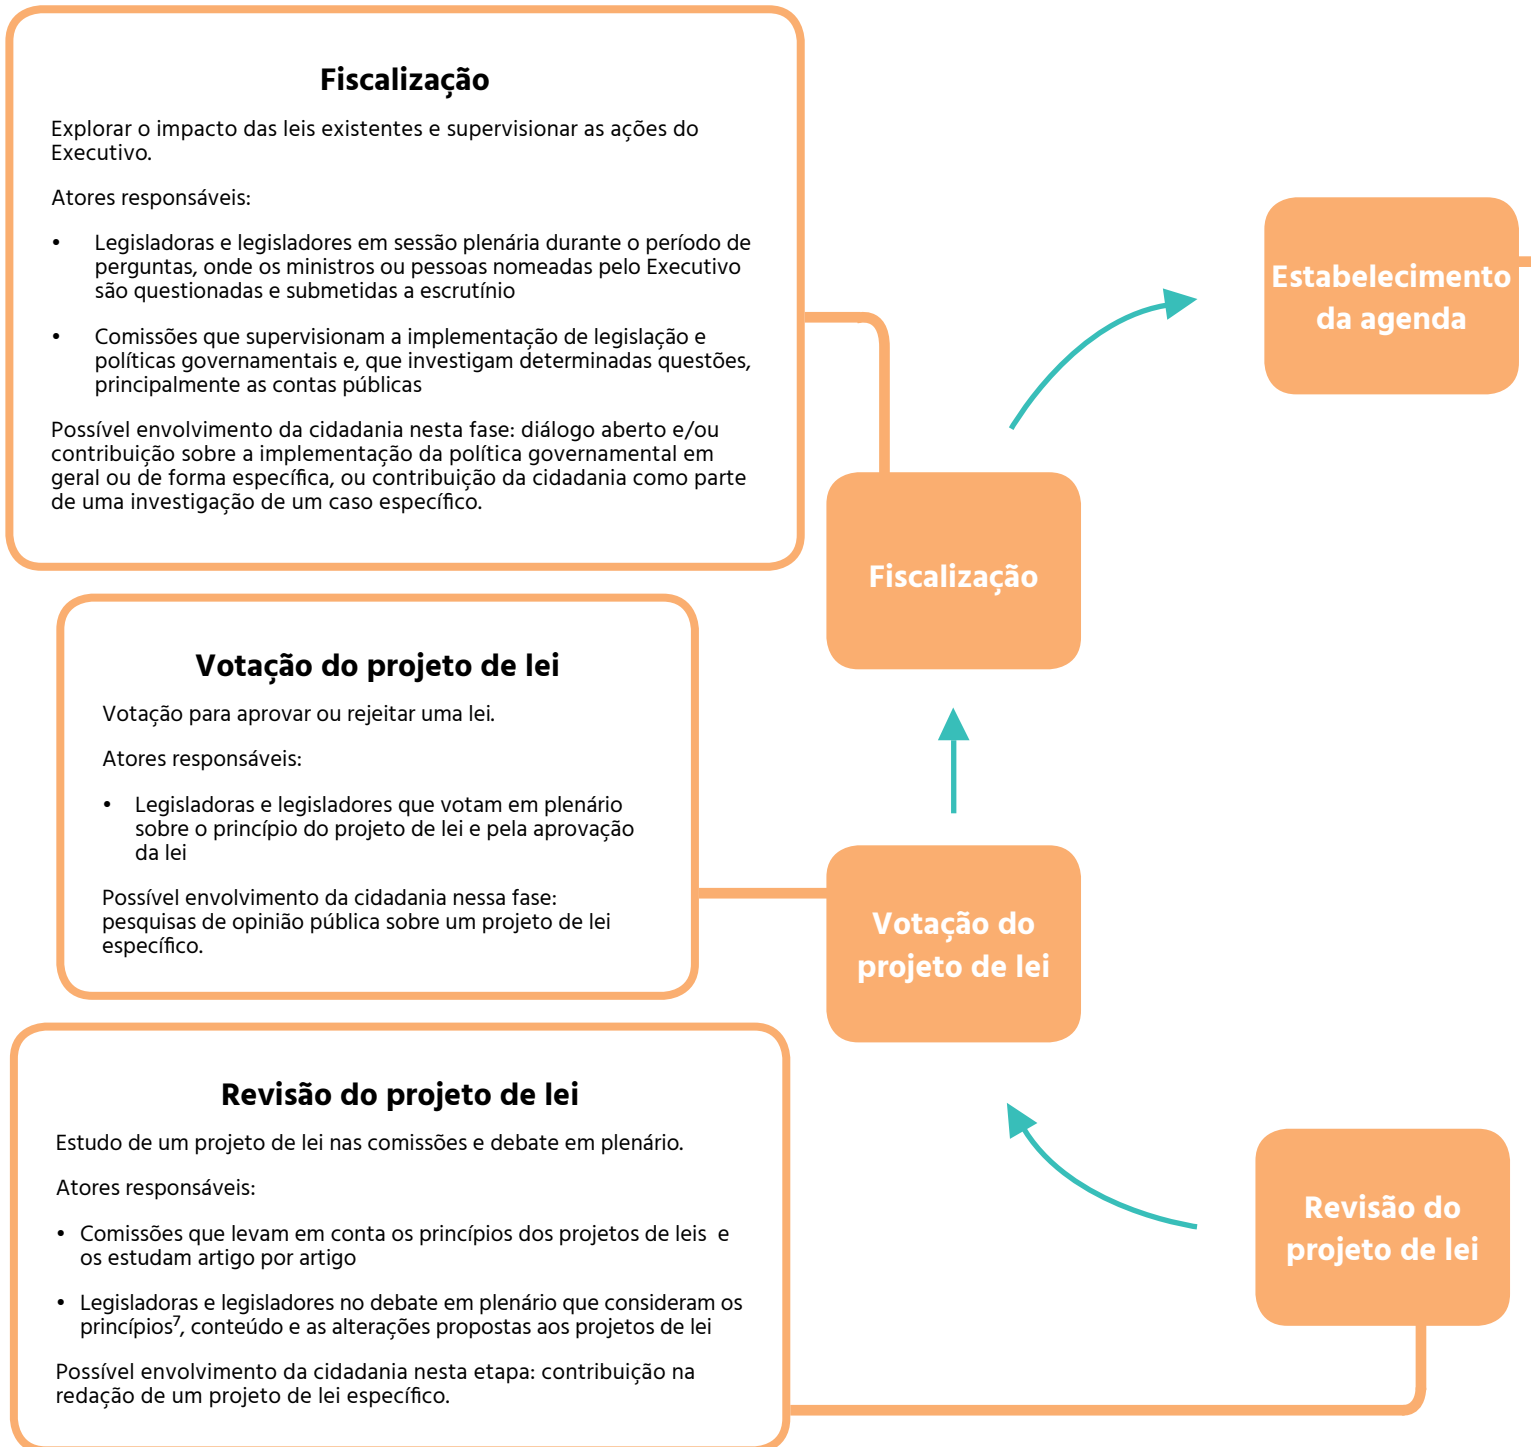 Fiscalização
Explorar o impacto das leis existentes e supervisionar as ações do
Executivo.
Atores responsáveis:
• Legisladoras e legisladores em sessão plenária durante o período de
perguntas, onde os ministros ou pessoas nomeadas pelo Executivo
são questionadas e submetidas a escrutínio
• Comissões que supervisionam a implementação de legislação e
políticas governamentais e, que investigam determinadas questões,
principalmente as contas públicas
Possível envolvimento da cidadania nesta fase: diálogo aberto e/ou
contribuição sobre a implementação da política governamental em
geral ou de forma específica, ou contribuição da cidadania como parte
de uma investigação de um caso específico.
Estabelecimento
da agenda
Fiscalização
Votação do projeto de lei
Votação para aprovar ou rejeitar uma lei.
Atores responsáveis:
• Legisladoras e legisladores que votam em plenário
sobre o princípio do projeto de lei e pela aprovação
da lei
Possível envolvimento da cidadania nessa fase:
pesquisas de opinião pública sobre um projeto de lei
específico.
Votação do
projeto de lei
Revisão do projeto de lei
Estudo de um projeto de lei nas comissões e debate em plenário.
Atores responsáveis:
• Comissões que levam em conta os princípios dos projetos de leis  e
os estudam artigo por artigo
• Legisladoras e legisladores no debate em plenário que consideram os
princípios⁷, conteúdo e as alterações propostas aos projetos de lei
Possível envolvimento da cidadania nesta etapa: contribuição na
redação de um projeto de lei específico.
Revisão do
projeto de lei